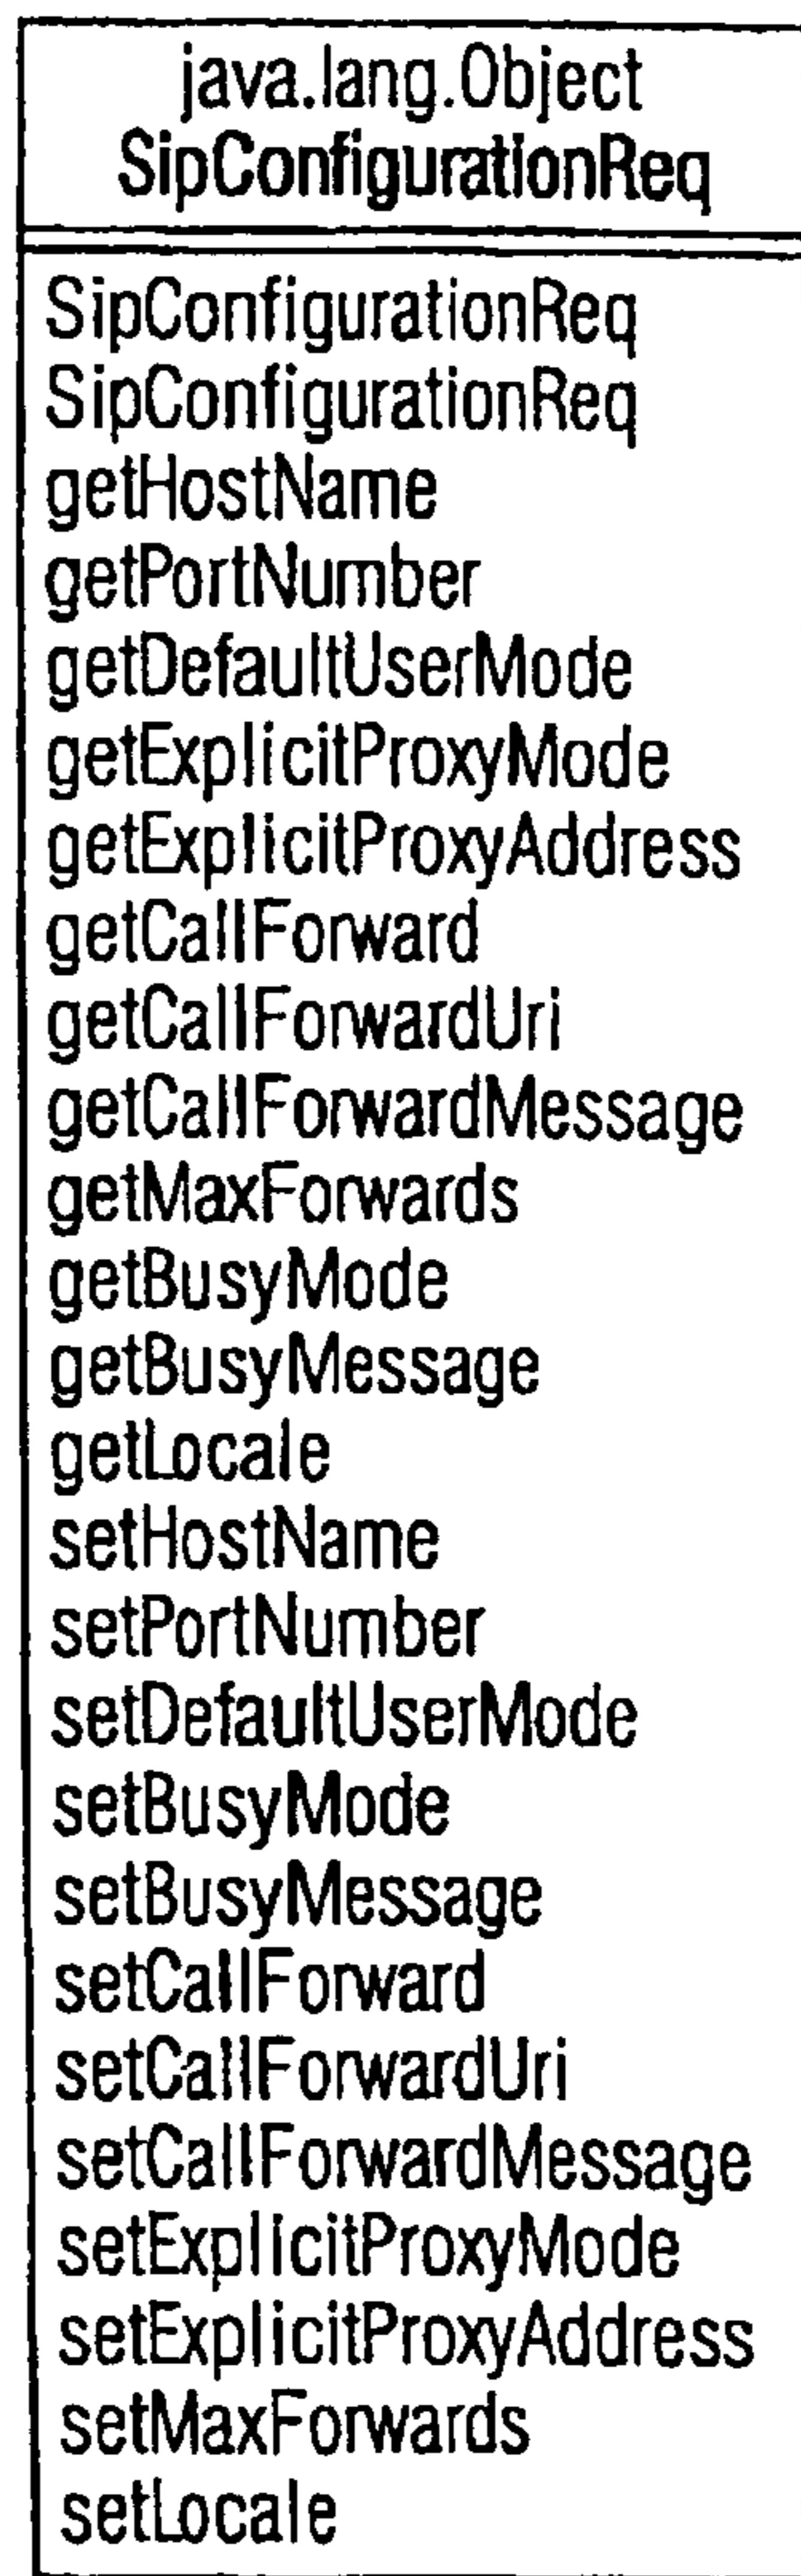 java.lang.Object
SipConfigurationReq
SipConfigurationReq
SipConfigurationReq
getHostName
getPortNumber
getDefaultUserMode
getExplicitProxyMode
getExplicitProxyAddress
getCallForward
getCallForwardUri
getCallForwardMessage
getMaxForwards
getBusyMode
getBusyMessage
getLocale
setHostName
setPortNumber
setDefaultUserMode
setBusyMode
setBusyMessage
setCallForward
setCallForwardUri
setCallForwardMessage
setExplicitProxyMode
setExplicitProxyAddress
setMaxForwards
setLocale